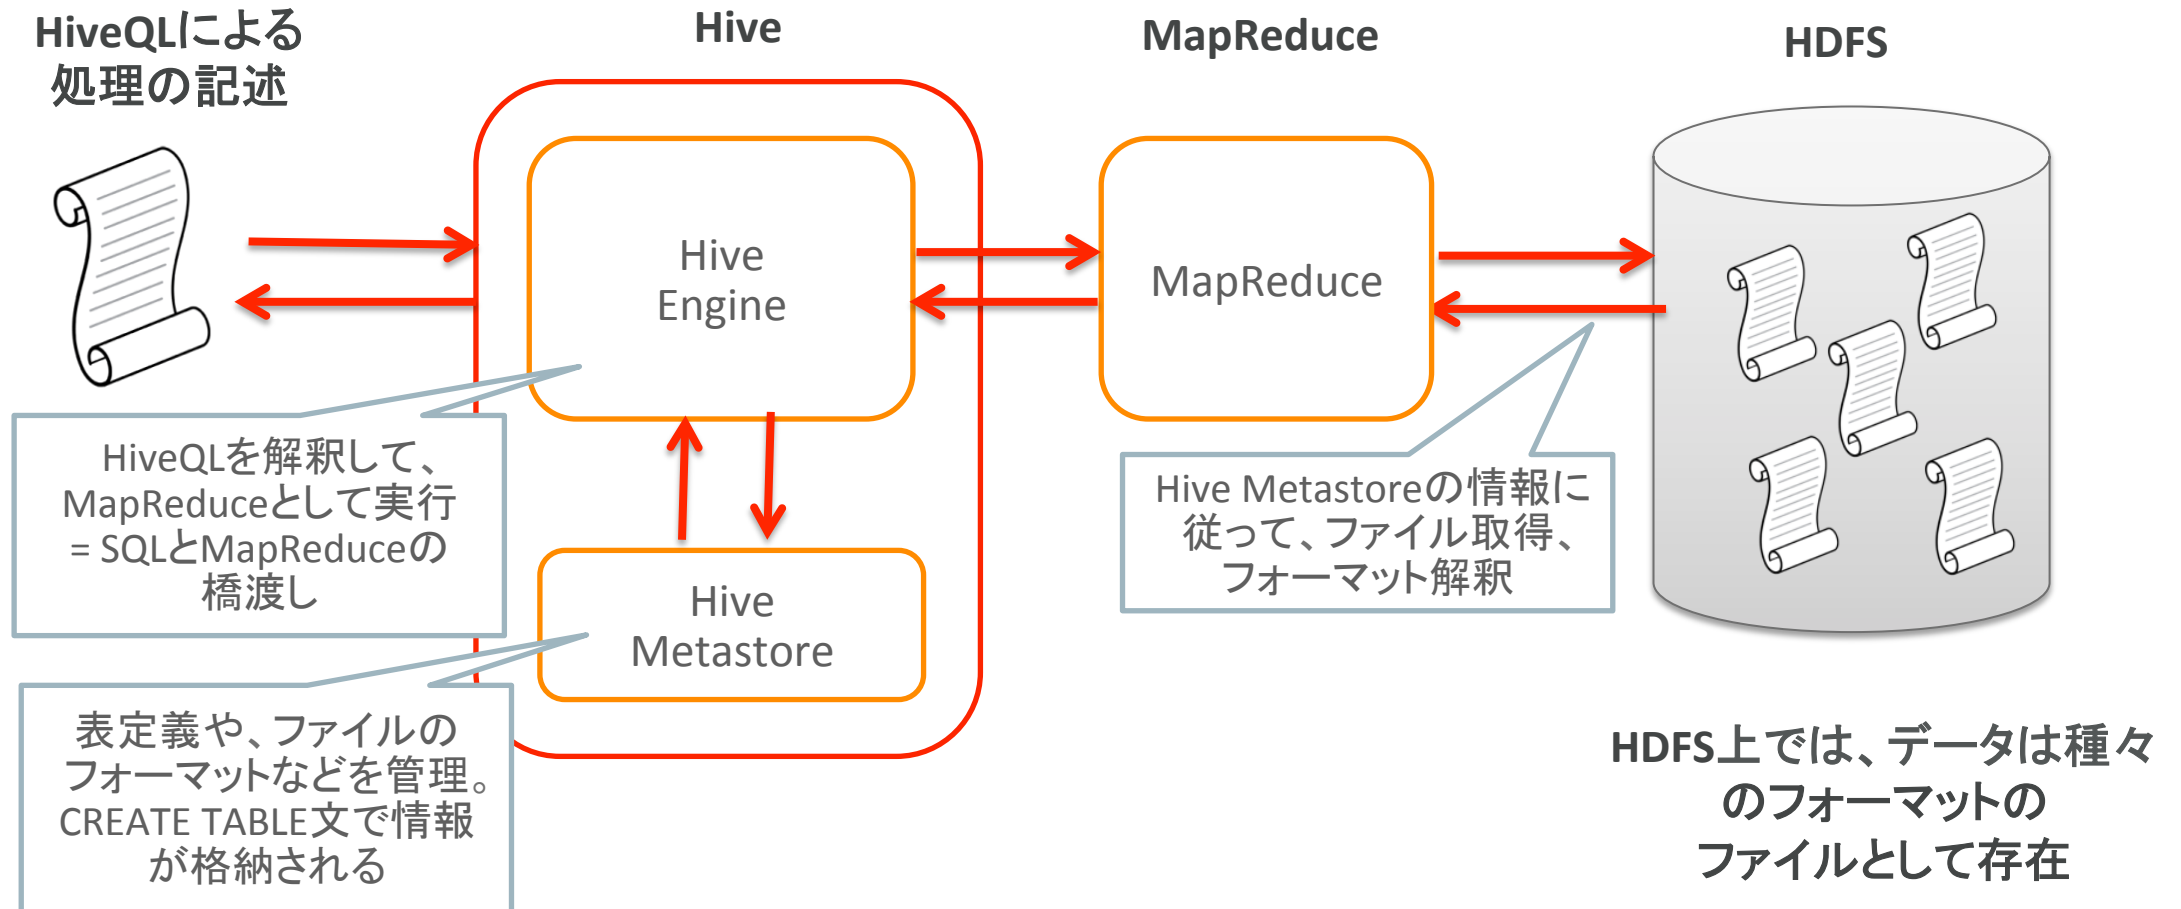 HiveQLによる
処理の記述
Hive
MapReduce
HDFS
Hive
Engine
MapReduce
HiveQLを解釈して、
MapReduceとして実行
= SQLとMapReduceの
橋渡し
Hive Metastoreの情報に
従って、ファイル取得、
フォーマット解釈
Hive
Metastore
表定義や、ファイルの
フォーマットなどを管理。
CREATE TABLE文で情報
が格納される
HDFS上では、データは種々
のフォーマットの
ファイルとして存在